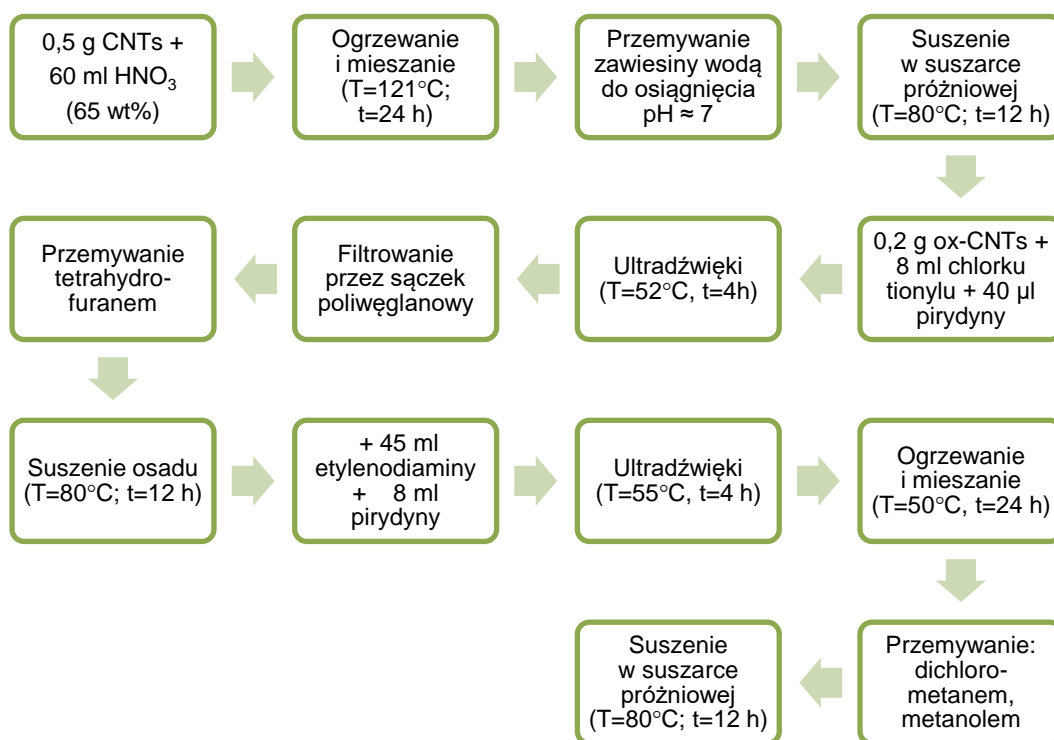 0,5 g CNTs +
60 ml HNO₃
(65 wt%)
Ogrzewanie
i mieszanie
(T=121°C;
t=24 h)
Przemywanie
zawiesiny wodą
do osiągnięcia
pH ≈ 7
Suszenie
w suszarce
próżniowej
(T=80°C; t=12 h)
0,2 g ox-CNTs +
8 ml chlorku
tionylu + 40 µl
pirydyny
Ultradźwięki
(T=52°C, t=4h)
Filtrowanie
przez sączek
poliwęglanowy
Przemywanie
tetrahydro-
furanem
Suszenie osadu
(T=80°C; t=12 h)
+ 45 ml
etylenodiaminy
+ 8 ml
pirydyny
Ultradźwięki
(T=55°C, t=4 h)
Ogrzewanie
i mieszanie
(T=50°C, t=24 h)
Przemywanie:
dichloro-
metanem,
metanolem
Suszenie
w suszarce
próżniowej
(T=80°C; t=12 h)